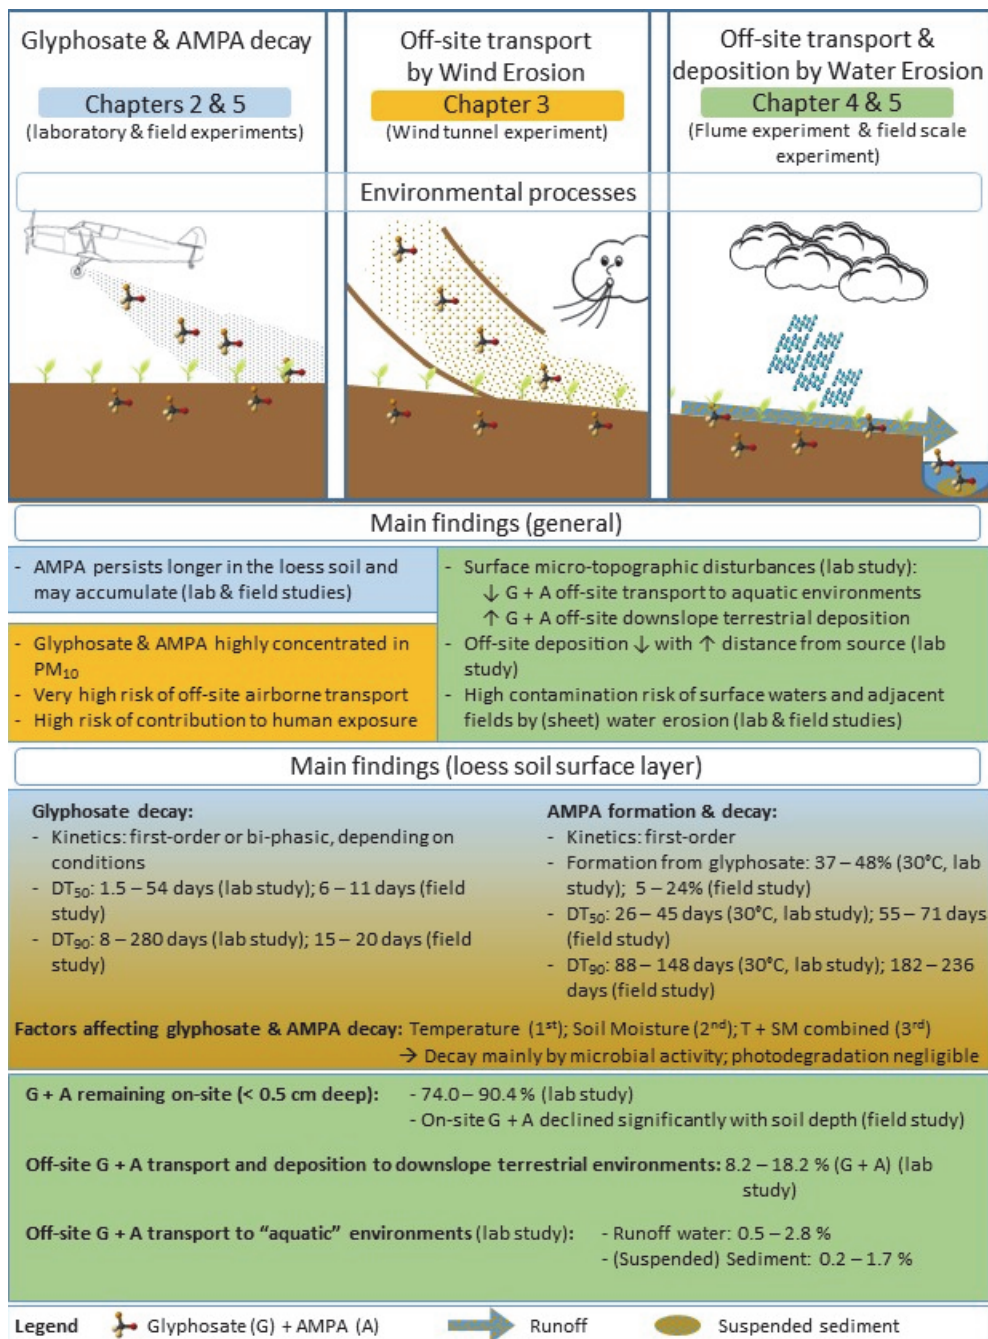 Glyphosate & AMPA decay
Chapters 2 & 5
(laboratory & field experiments)
Off-site transport
by Wind Erosion
Chapter 3
(Wind tunnel experiment)
Off-site transport &
deposition by Water Erosion
Chapter 4 & 5
(Flume experiment & field scale
experiment)
Environmental processes
Main findings (general)
- AMPA persists longer in the loess soil and
may accumulate (lab & field studies)
- Glyphosate & AMPA highly concentrated in
PM₁₀
- Very high risk of off-site airborne transport
- High risk of contribution to human exposure
- Surface micro-topographic disturbances (lab study):
↓ G + A off-site transport to aquatic environments
↑ G + A off-site downslope terrestrial deposition
- Off-site deposition ↓ with ↑ distance from source (lab
study)
- High contamination risk of surface waters and adjacent
fields by (sheet) water erosion (lab & field studies)
Main findings (loess soil surface layer)
Glyphosate decay:
- Kinetics: first-order or bi-phasic, depending on
conditions
- DT₅₀: 1.5 – 54 days (lab study); 6 – 11 days (field
study)
- DT₉₀: 8 – 280 days (lab study); 15 – 20 days (field
study)
AMPA formation & decay:
- Kinetics: first-order
- Formation from glyphosate: 37 – 48% (30°C, lab
study); 5 – 24% (field study)
- DT₅₀: 26 – 45 days (30°C, lab study); 55 – 71 days
(field study)
- DT₉₀: 88 – 148 days (30°C, lab study); 182 – 236
days (field study)
Factors affecting glyphosate & AMPA decay: Temperature (1ˢᵗ); Soil Moisture (2ⁿᵈ); T + SM combined (3ʳᵈ)
→ Decay mainly by microbial activity; photodegradation negligible
G + A remaining on-site (< 0.5 cm deep): - 74.0 – 90.4 % (lab study)
- On-site G + A declined significantly with soil depth (field study)
Off-site G + A transport and deposition to downslope terrestrial environments: 8.2 – 18.2 % (G + A) (lab
study)
Off-site G + A transport to “aquatic” environments (lab study): - Runoff water: 0.5 – 2.8 %
- (Suspended) Sediment: 0.2 – 1.7 %
Legend Glyphosate (G) + AMPA (A) Runoff Suspended sediment